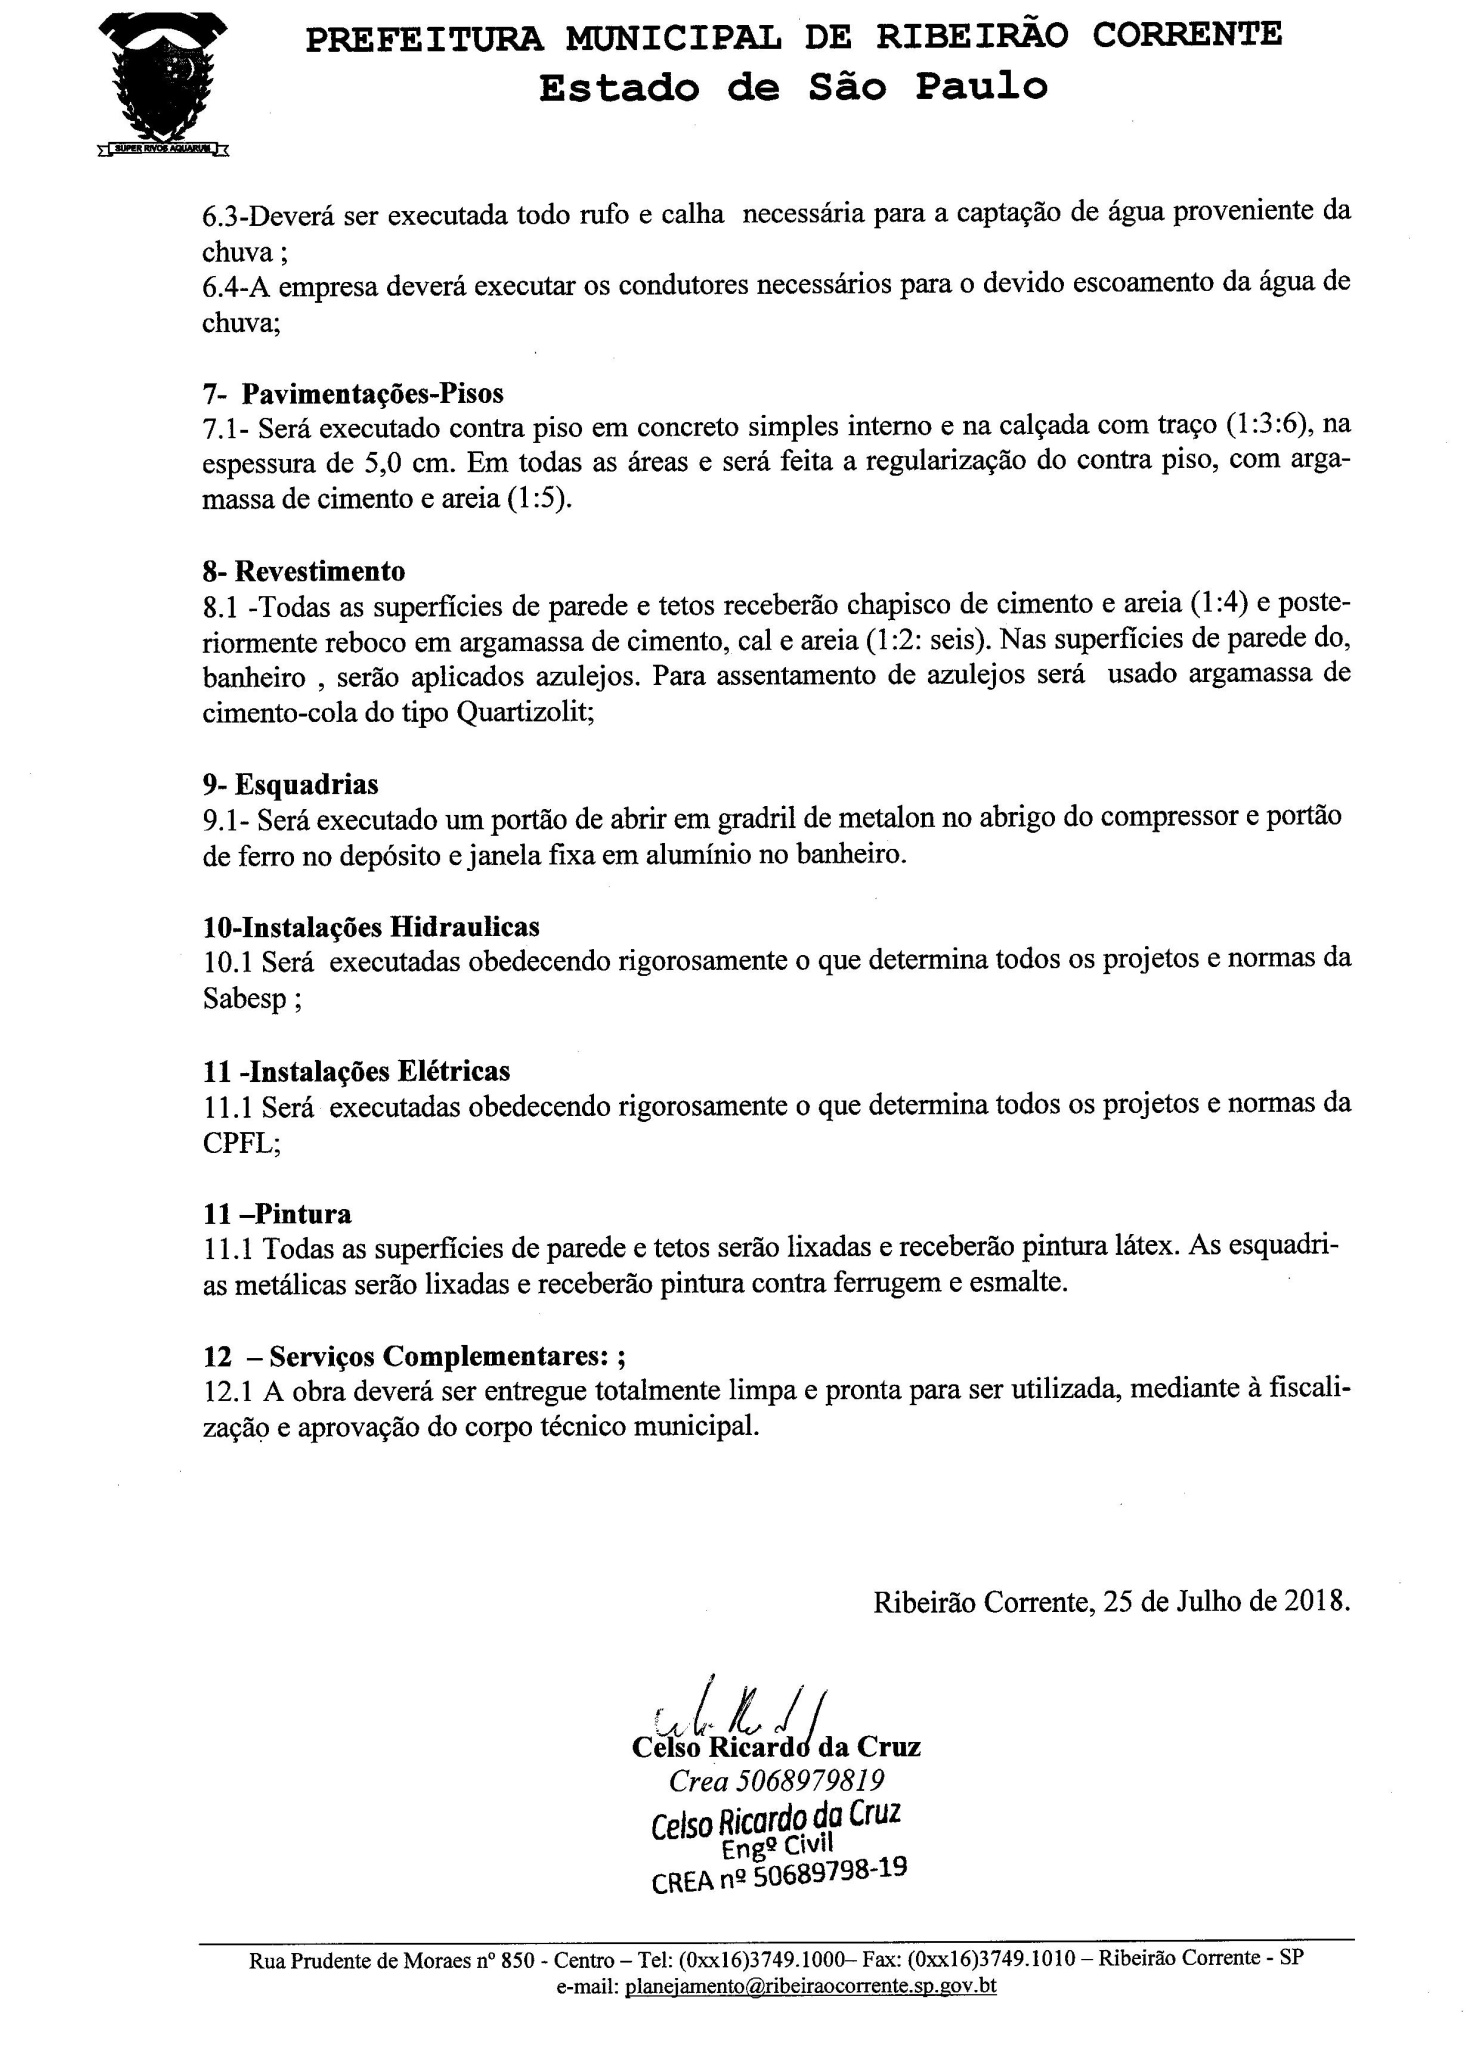 PREFEITURA MUNICIPAL DE RIBEIRÃO CORRENTE
Estado de São Paulo
SUPER RIVOS AQUARUM
6.3-Deverá ser executada todo rufo e calha necessária para a captação de água proveniente da
chuva ;
6.4-A empresa deverá executar os condutores necessários para o devido escoamento da água de
chuva;
7- Pavimentações-Pisos
7.1- Será executado contra piso em concreto simples interno e na calçada com traço (1:3:6), na
espessura de 5,0 cm. Em todas as áreas e será feita a regularização do contra piso, com arga-
massa de cimento e areia (1:5).
8- Revestimento
8.1 -Todas as superfícies de parede e tetos receberão chapisco de cimento e areia (1:4) e poste-
riormente reboco em argamassa de cimento, cal e areia (1:2: seis). Nas superfícies de parede do,
banheiro , serão aplicados azulejos. Para assentamento de azulejos será usado argamassa de
cimento-cola do tipo Quartizolit;
9- Esquadrias
9.1- Será executado um portão de abrir em gradril de metalon no abrigo do compressor e portão
de ferro no depósito e janela fixa em alumínio no banheiro.
10-Instalações Hidraulicas
10.1 Será executadas obedecendo rigorosamente o que determina todos os projetos e normas da
Sabesp ;
11 -Instalações Elétricas
11.1 Será executadas obedecendo rigorosamente o que determina todos os projetos e normas da
CPFL;
11 –Pintura
11.1 Todas as superfícies de parede e tetos serão lixadas e receberão pintura látex. As esquadri-
as metálicas serão lixadas e receberão pintura contra ferrugem e esmalte.
12 – Serviços Complementares: ;
12.1 A obra deverá ser entregue totalmente limpa e pronta para ser utilizada, mediante à fiscali-
zação e aprovação do corpo técnico municipal.
Ribeirão Corrente, 25 de Julho de 2018.
Celso Ricardo da Cruz
Crea 5068979819
Celso Ricardo da Cruz
Engº Civil
CREA nº 50689798-19
Rua Prudente de Moraes nº 850 - Centro – Tel: (0xx16)3749.1000– Fax: (0xx16)3749.1010 – Ribeirão Corrente - SP
e-mail: planejamento@ribeiraocorrente.sp.gov.bt